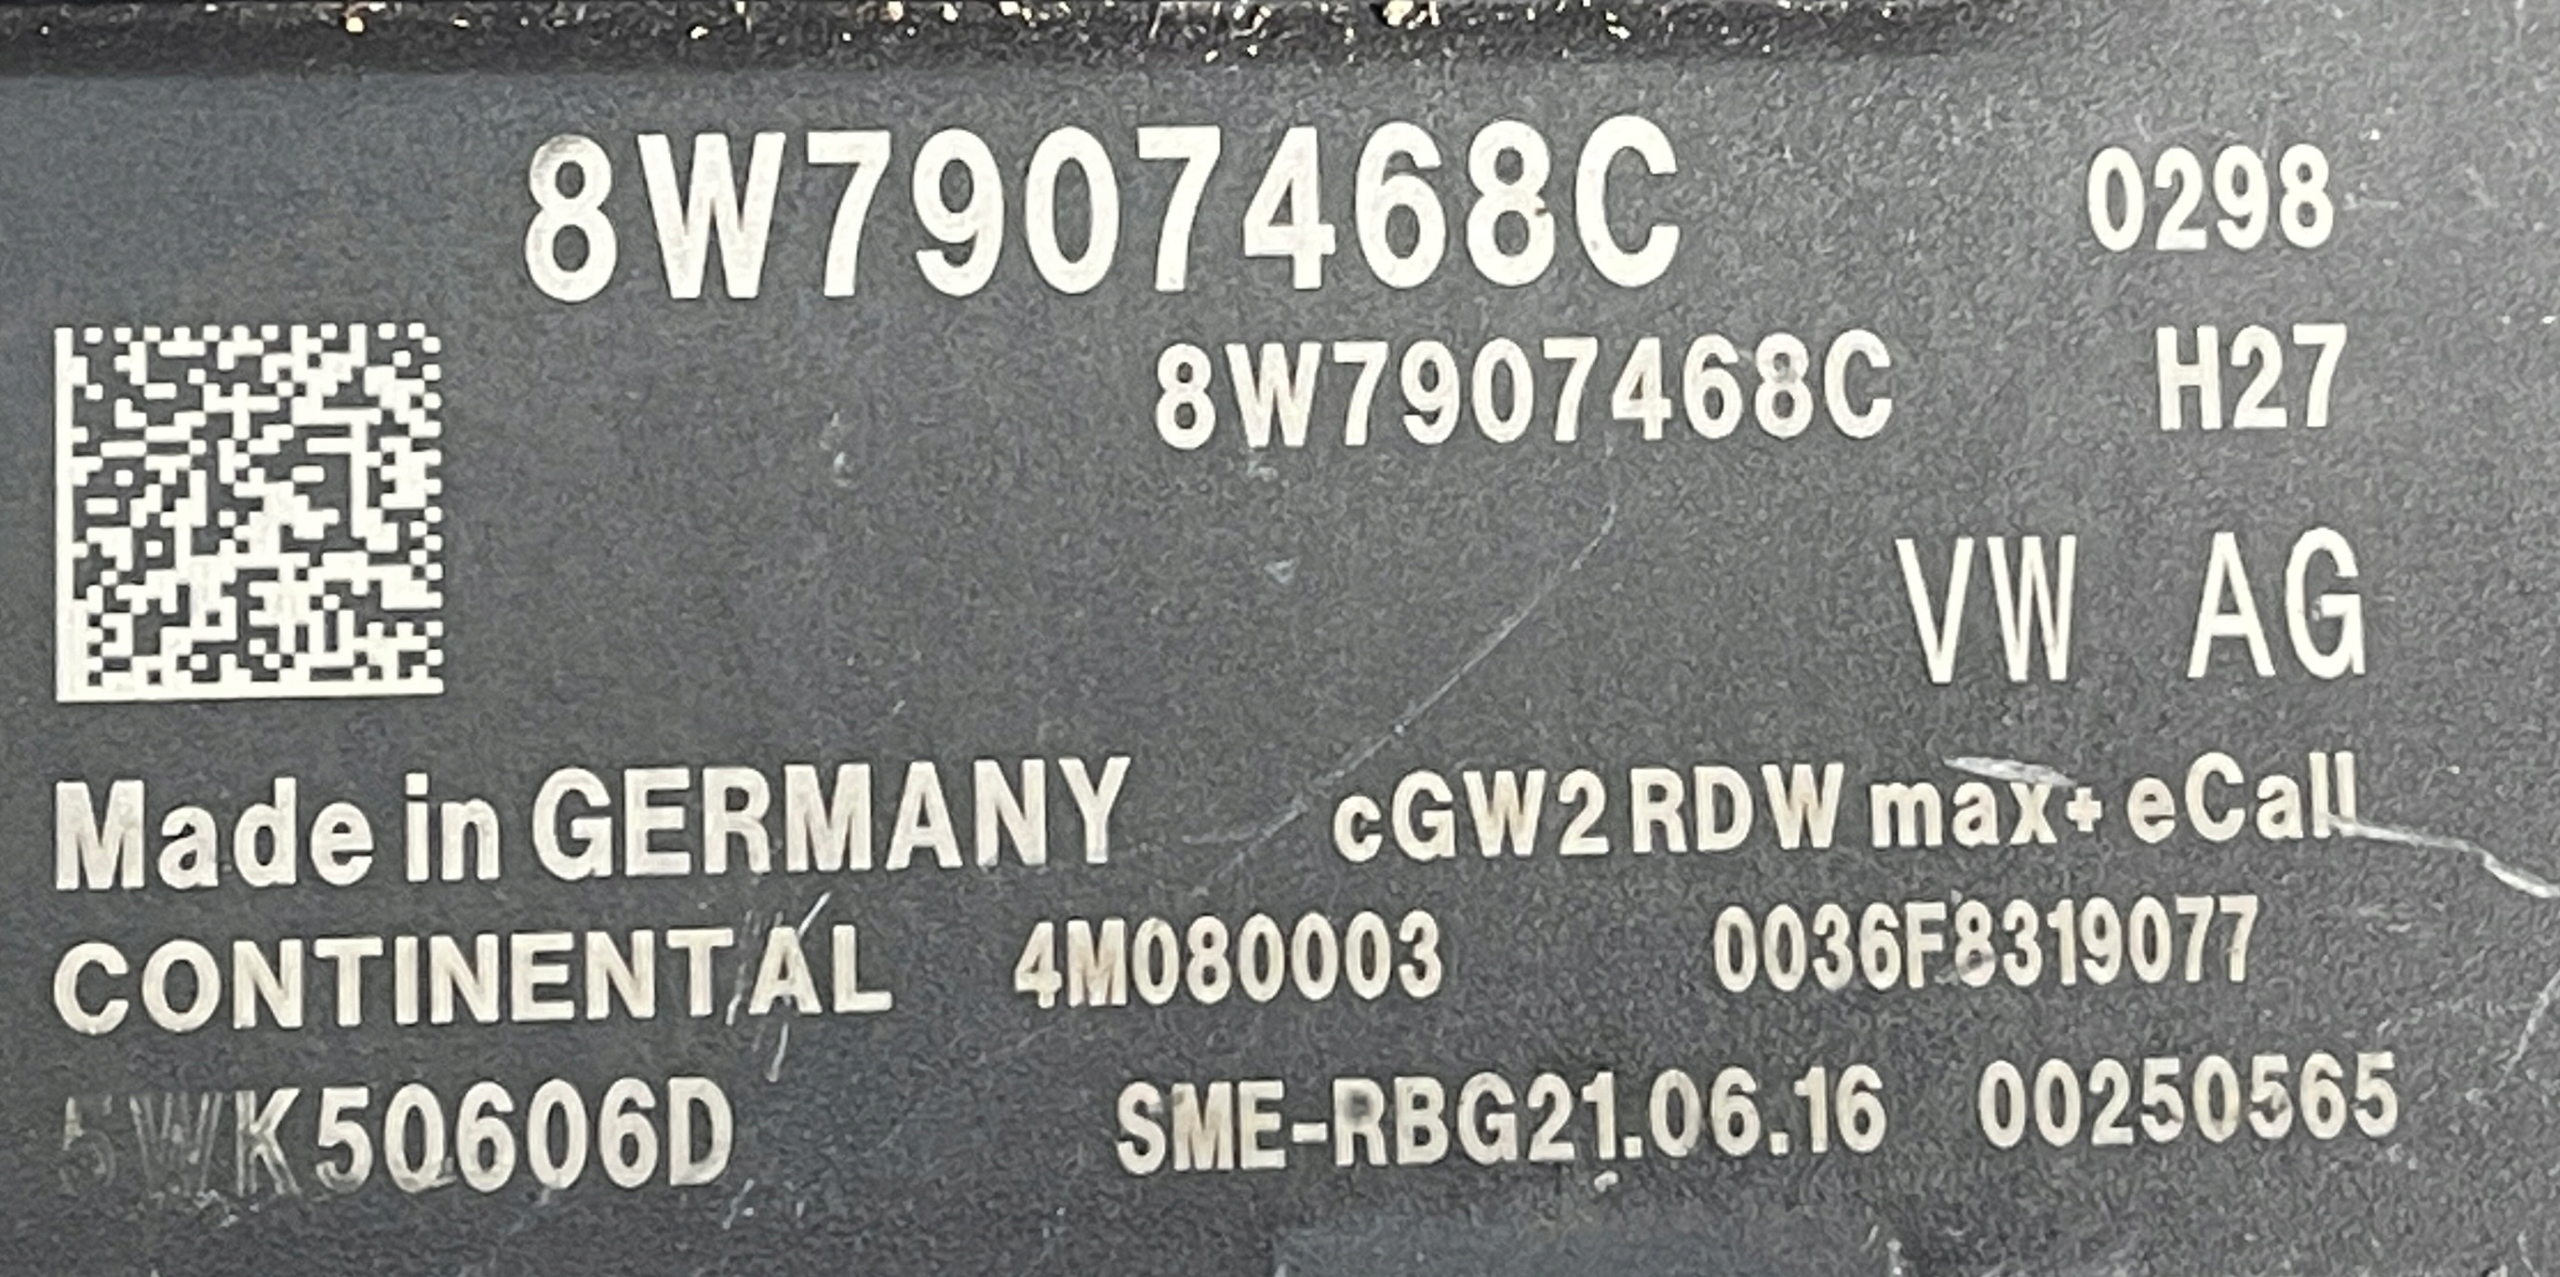 8W7907468C 0298
8W7907468C H27
VW AG
Made in GERMANY cGW2 RDW max+ eCall
CONTINENTAL 4M080003 0036F8319077
5WK50606D SME-RBG21.06.16 00250565